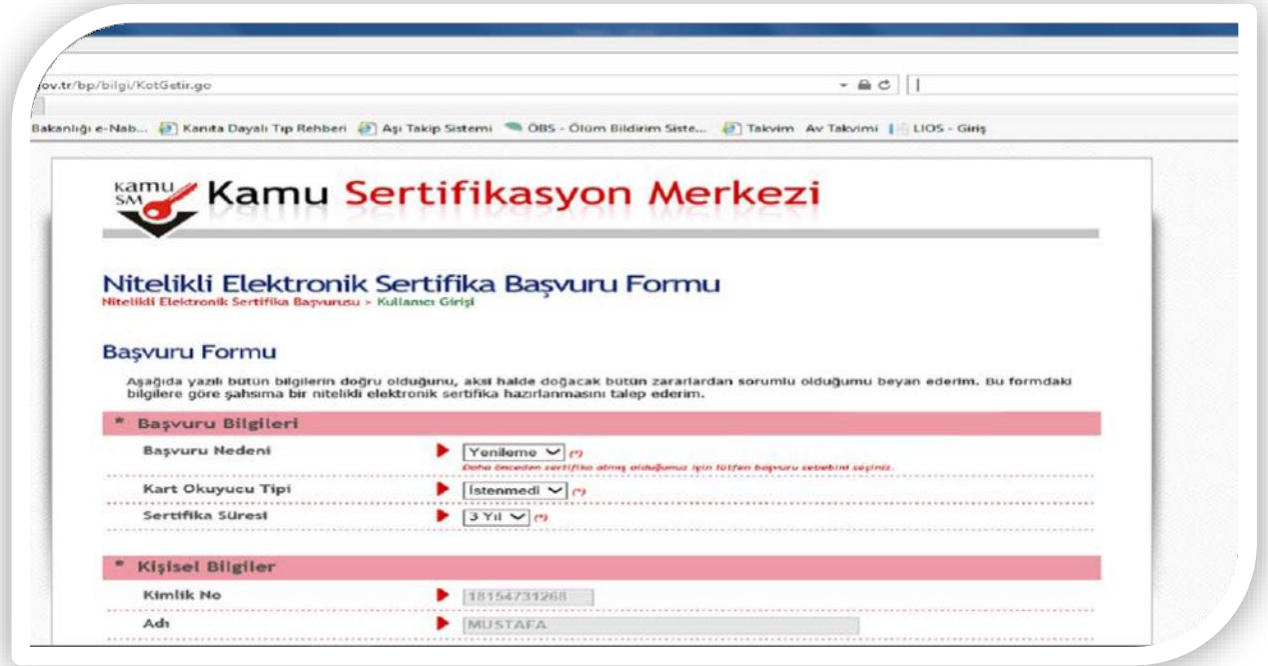 ov.tr/bp/bilgi/KotGetir.go
Bakanlığı e-Nab... Kanıta Dayalı Tıp Rehberi Aşı Takip Sistemi ÖBS - Ölüm Bildirim Siste... Takvim Av Takvimi LIOS - Giriş
kamu SM Kamu Sertifikasyon Merkezi
Nitelikli Elektronik Sertifika Başvuru Formu
Nitelikli Elektronik Sertifika Başvurusu > Kullanıcı Girişi
Başvuru Formu
Aşağıda yazılı bütün bilgilerin doğru olduğunu, aksi halde doğacak bütün zararlardan sorumlu olduğumu beyan ederim. Bu formdaki
bilgilere göre şahsıma bir nitelikli elektronik sertifika hazırlanmasını talep ederim.
* Başvuru Bilgileri
Başvuru Nedeni Yenileme (*)
Daha önceden sertifika almış olduğunuz için lütfen başvuru sebebini seçiniz.
Kart Okuyucu Tipi İstenmedi (*)
Sertifika Süresi 3 Yıl (*)
* Kişisel Bilgiler
Kimlik No 18154731268
Adı MUSTAFA